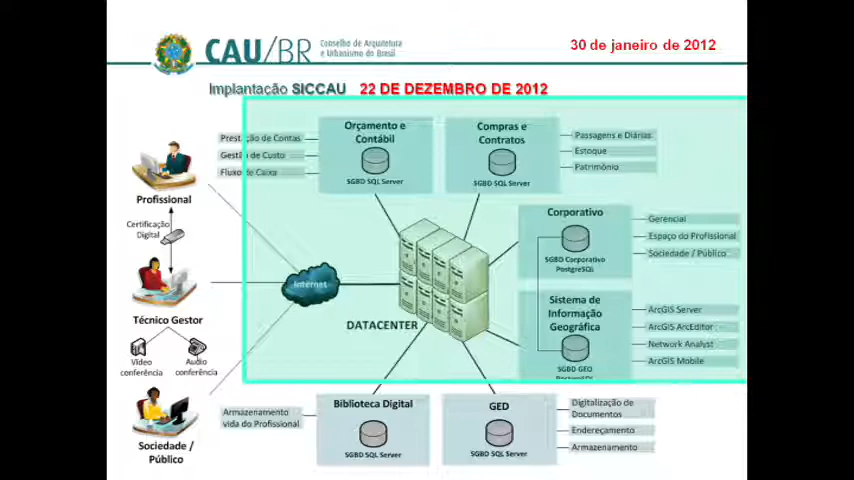 CAU/BR
Conselho de Arquitetura
e Urbanismo do Brasil
30 de janeiro de 2012
Implantação SICCAU 22 DE DEZEMBRO DE 2012
Prestação de Contas
Gestão de Custo
Fluxo de Caixa
Orçamento e
Contábil
SGBD SQL Server
Compras e
Contratos
SGBD SQL Server
Passagens e Diárias
Estoque
Patrimônio
Profissional
Certificação
Digital
Técnico Gestor
Vídeo
conferência
Audio
conferência
Sociedade /
Público
Internet
DATACENTER
Corporativo
SGBD Corporativo
PostgreSQL
Gerencial
Espaço do Profissional
Sociedade / Público
Sistema de
Informação
Geográfica
SGBD GEO
PostgreSQL
ArcGIS Server
ArcGIS ArcEditor
Network Analyst
ArcGIS Mobile
Armazenamento
vida do Profissional
Biblioteca Digital
SGBD SQL Server
GED
SGBD SQL Server
Digitalização de
Documentos
Endereçamento
Armazenamento